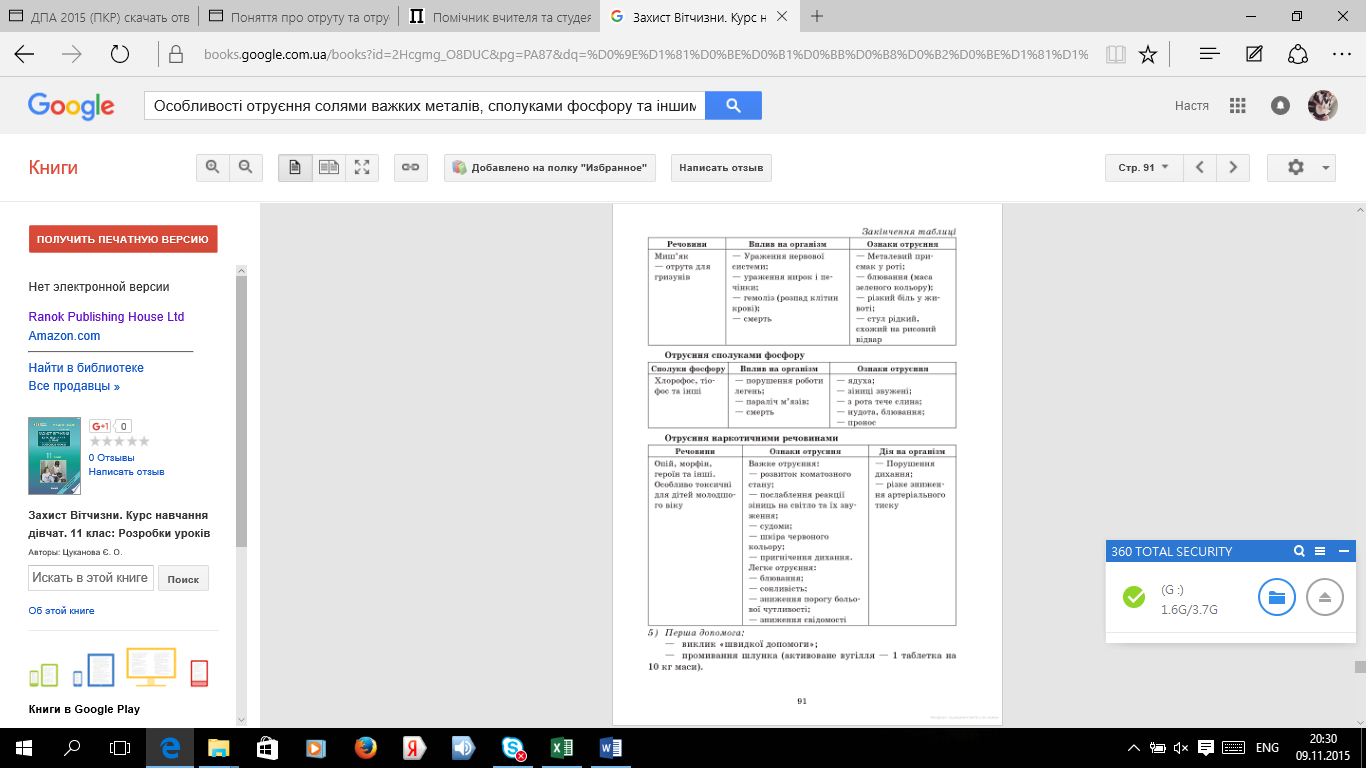 ДПА 2015 (ПКР) скачать отв
Поняття про отруту та отру
Помічник вчителя та студен
Захист Вітчизни. Курс н
books.google.com.ua/books?id=2Hcgmg_O8DUC&pg=PA87&dq=%D0%9E%D1%81%D0%BE%D0%B1%D0%BB%D0%B8%D0%B2%D0%BE%D1%81%D1%
Google
Особливості отруєння солями важких металів, сполуками фосфору та іншим
Настя
Книги
Добавлено на полку "Избранное"
Написать отзыв
Стр. 91
ПОЛУЧИТЬ ПЕЧАТНУЮ ВЕРСИЮ
Нет электронной версии
Ranok Publishing House Ltd
Amazon.com
Найти в библиотеке
Все продавцы »
G+1 0
0 Отзывы
Написать отзыв
Захист Вітчизни. Курс навчання
дівчат. 11 клас: Розробки уроків
Авторы: Цуканова Є. О.
Искать в этой книге
Поиск
Об этой книге
Книги в Google Play
Закінчення таблиці
Речовини
Вплив на організм
Ознаки отруєння
Миш'як
— отрута для
гризунів
— Ураження нервової
системи;
— ураження нирок і пе-
чінки;
— гемоліз (розпад клітин
крові);
— смерть
— Металевий при-
смак у роті;
— блювання (маса
зеленого кольору);
— різкий біль у жи-
воті;
— стул рідкий,
схожий на рисовий
відвар
Отруєння сполуками фосфору
Сполуки фосфору
Вплив на організм
Ознаки отруєння
Хлорофос, тіо-
фос та інші
— порушення роботи
легень;
— параліч м'язів;
— смерть
— ядуха;
— зіниці звужені;
— з рота тече слина;
— нудота, блювання;
— пронос
Отруєння наркотичними речовинами
Речовини
Ознаки отруєння
Дія на організм
Опій, морфін,
героїн та інші.
Особливо токсичні
для дітей молодшо-
го віку
Важке отруєння:
— розвиток коматозного
стану;
— послаблення реакції
зіниць на світло та їх зву-
ження;
— судоми;
— шкіра червоного
кольору;
— пригнічення дихання.
Легке отруєння:
— блювання;
— сонливість;
— зниження порогу больо-
вої чутливості;
— зниження свідомості
— Порушення
дихання;
— різке знижен-
ня артеріального
тиску
5) Перша допомога:
— виклик «швидкої допомоги»;
— промивання шлунка (активоване вугілля — 1 таблетка на
10 кг маси).
91
360 TOTAL SECURITY
(G :)
1.6G/3.7G
ENG
20:30
09.11.2015